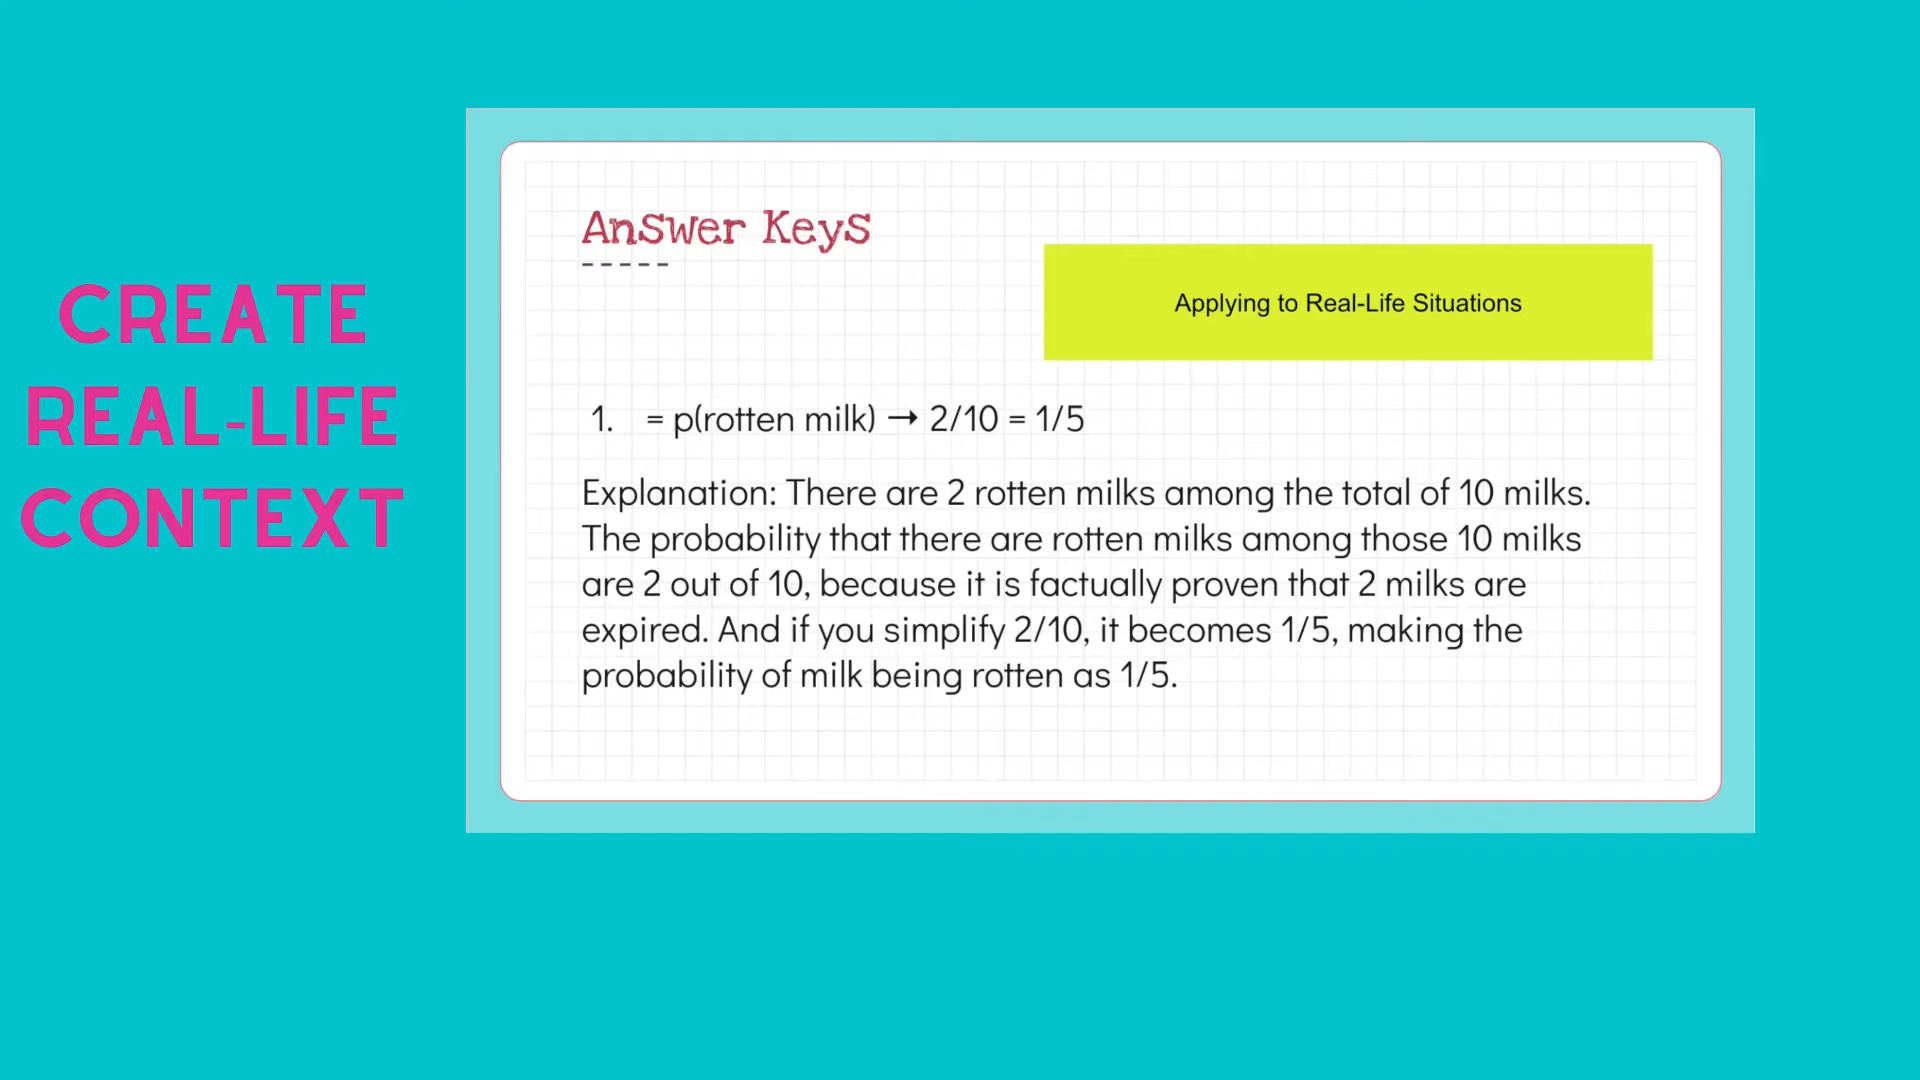 CREATE
REAL-LIFE
CONTEXT
Answer Keys
-----
Applying to Real-Life Situations
1. = p(rotten milk) → 2/10 = 1/5
Explanation: There are 2 rotten milks among the total of 10 milks.
The probability that there are rotten milks among those 10 milks
are 2 out of 10, because it is factually proven that 2 milks are
expired. And if you simplify 2/10, it becomes 1/5, making the
probability of milk being rotten as 1/5.